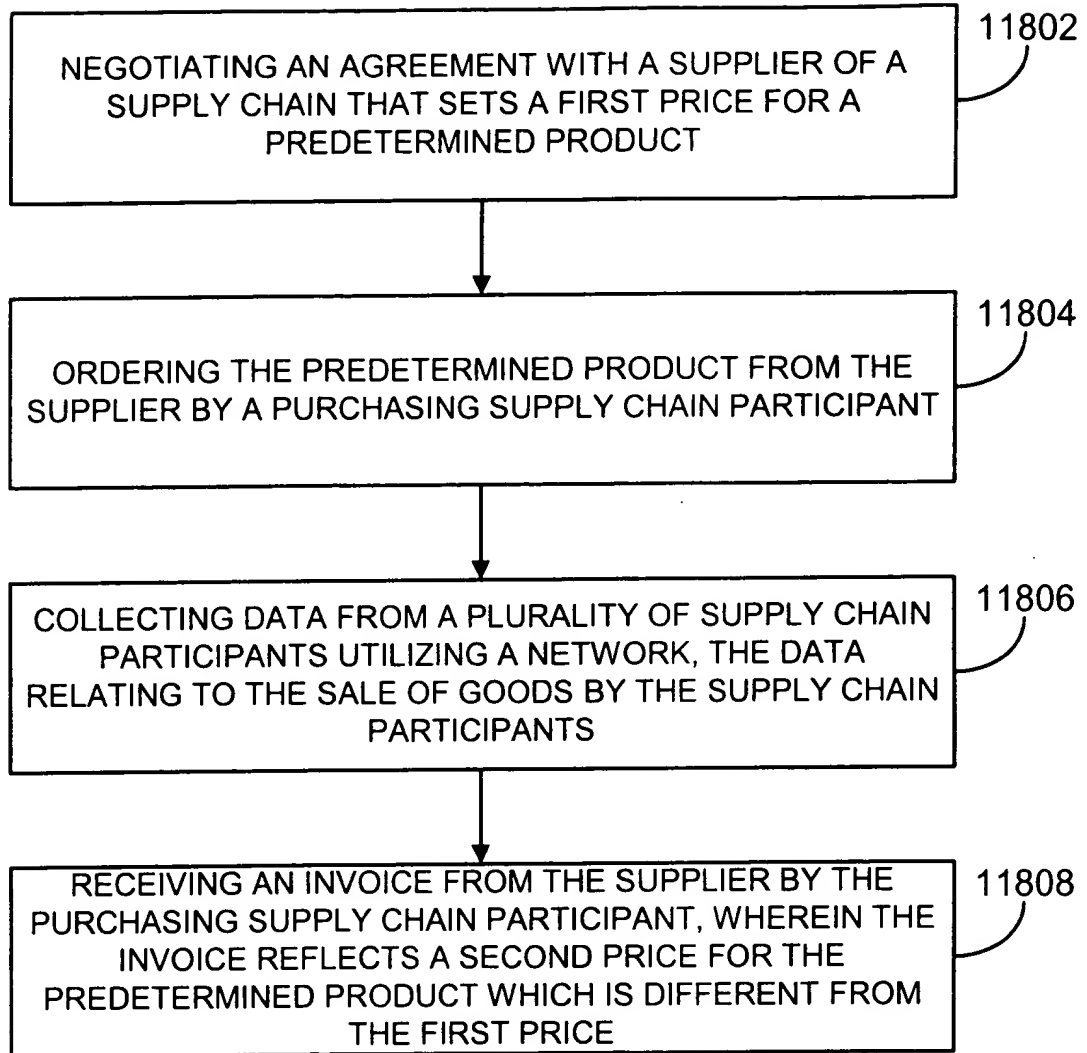 11802
NEGOTIATING AN AGREEMENT WITH A SUPPLIER OF A
SUPPLY CHAIN THAT SETS A FIRST PRICE FOR A
PREDETERMINED PRODUCT
11804
ORDERING THE PREDETERMINED PRODUCT FROM THE
SUPPLIER BY A PURCHASING SUPPLY CHAIN PARTICIPANT
11806
COLLECTING DATA FROM A PLURALITY OF SUPPLY CHAIN
PARTICIPANTS UTILIZING A NETWORK, THE DATA
RELATING TO THE SALE OF GOODS BY THE SUPPLY CHAIN
PARTICIPANTS
11808
RECEIVING AN INVOICE FROM THE SUPPLIER BY THE
PURCHASING SUPPLY CHAIN PARTICIPANT, WHEREIN THE
INVOICE REFLECTS A SECOND PRICE FOR THE
PREDETERMINED PRODUCT WHICH IS DIFFERENT FROM
THE FIRST PRICE